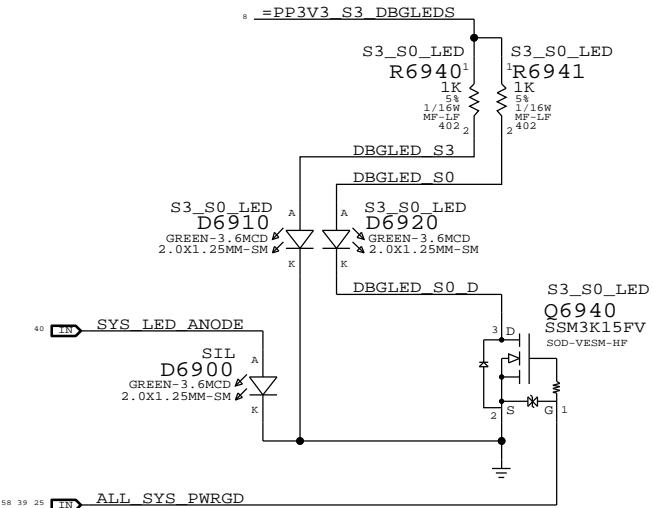 8 =PP3V3_S3_DBGLEDS
S3_S0_LED S3_S0_LED
R6940 1 1 R6941
1K 1K
5% 5%
1/16W 1/16W
MF-LF MF-LF
402 2 2 402
DBGLED_S3
DBGLED_S0
S3_S0_LED A A S3_S0_LED
D6910 D6920
GREEN-3.6MCD GREEN-3.6MCD
2.0X1.25MM-SM 2.0X1.25MM-SM
K K
DBGLED_S0_D S3_S0_LED
Q6940
40 IN SYS_LED_ANODE 3 D SSM3K15FV
SOD-VESM-HF
SIL A
D6900
GREEN-3.6MCD
2.0X1.25MM-SM
K 2 S G 1
58 39 25 IN ALL_SYS_PWRGD